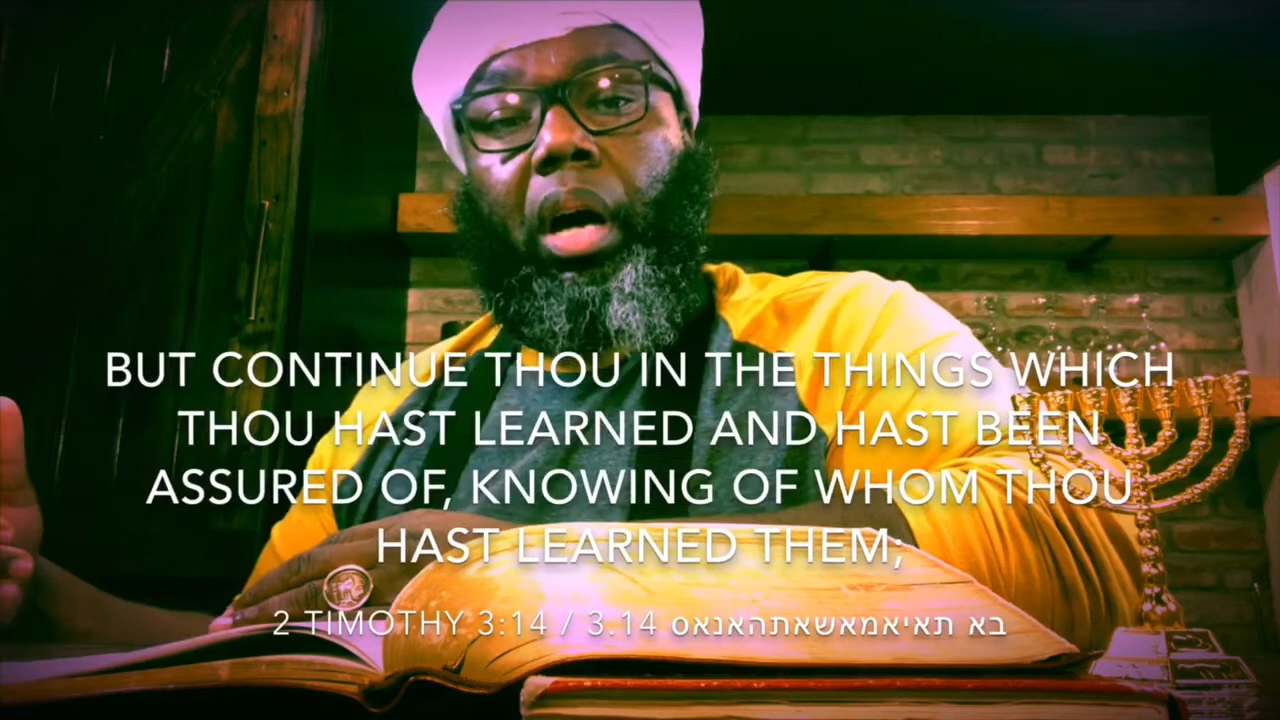 BUT CONTINUE THOU IN THE THINGS WHICH
THOU HAST LEARNED AND HAST BEEN
ASSURED OF, KNOWING OF WHOM THOU
HAST LEARNED THEM;
2 TIMOTHY 3:14 / 3.14 בא תאיאמאשאתהאנאס